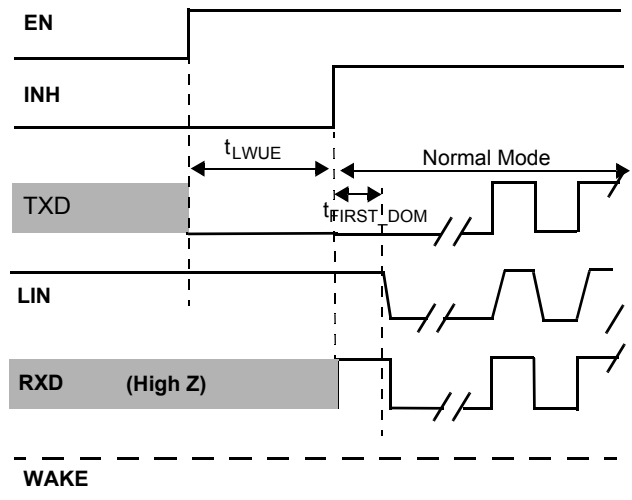 EN
INH
tLWUE
Normal Mode
TXD
tFIRST_DOM
LIN
RXD (High Z)
WAKE